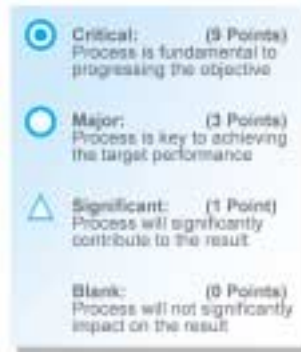 Critical: (9 Points)
Process is fundamental to
progressing the objective
Major: (3 Points)
Process is key to achieving
the target performance
Significant: (1 Point)
Process will significantly
contribute to the result
Blank: (0 Points)
Process will not significantly
impact on the result